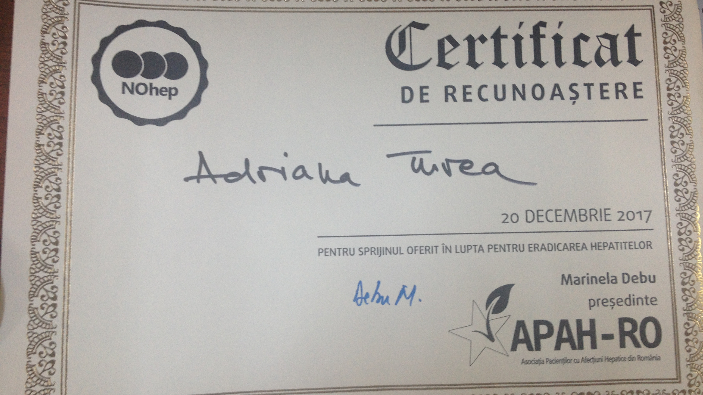 NOhep
Certificat
DE RECUNOAȘTERE
Adriana Turea
20 DECEMBRIE 2017
PENTRU SPRIJINUL OFERIT ÎN LUPTA PENTRU ERADICAREA HEPATITELOR
Debu M.
Marinela Debu
președinte
APAH-RO
Asociația Pacienților cu Afecțiuni Hepatice din România